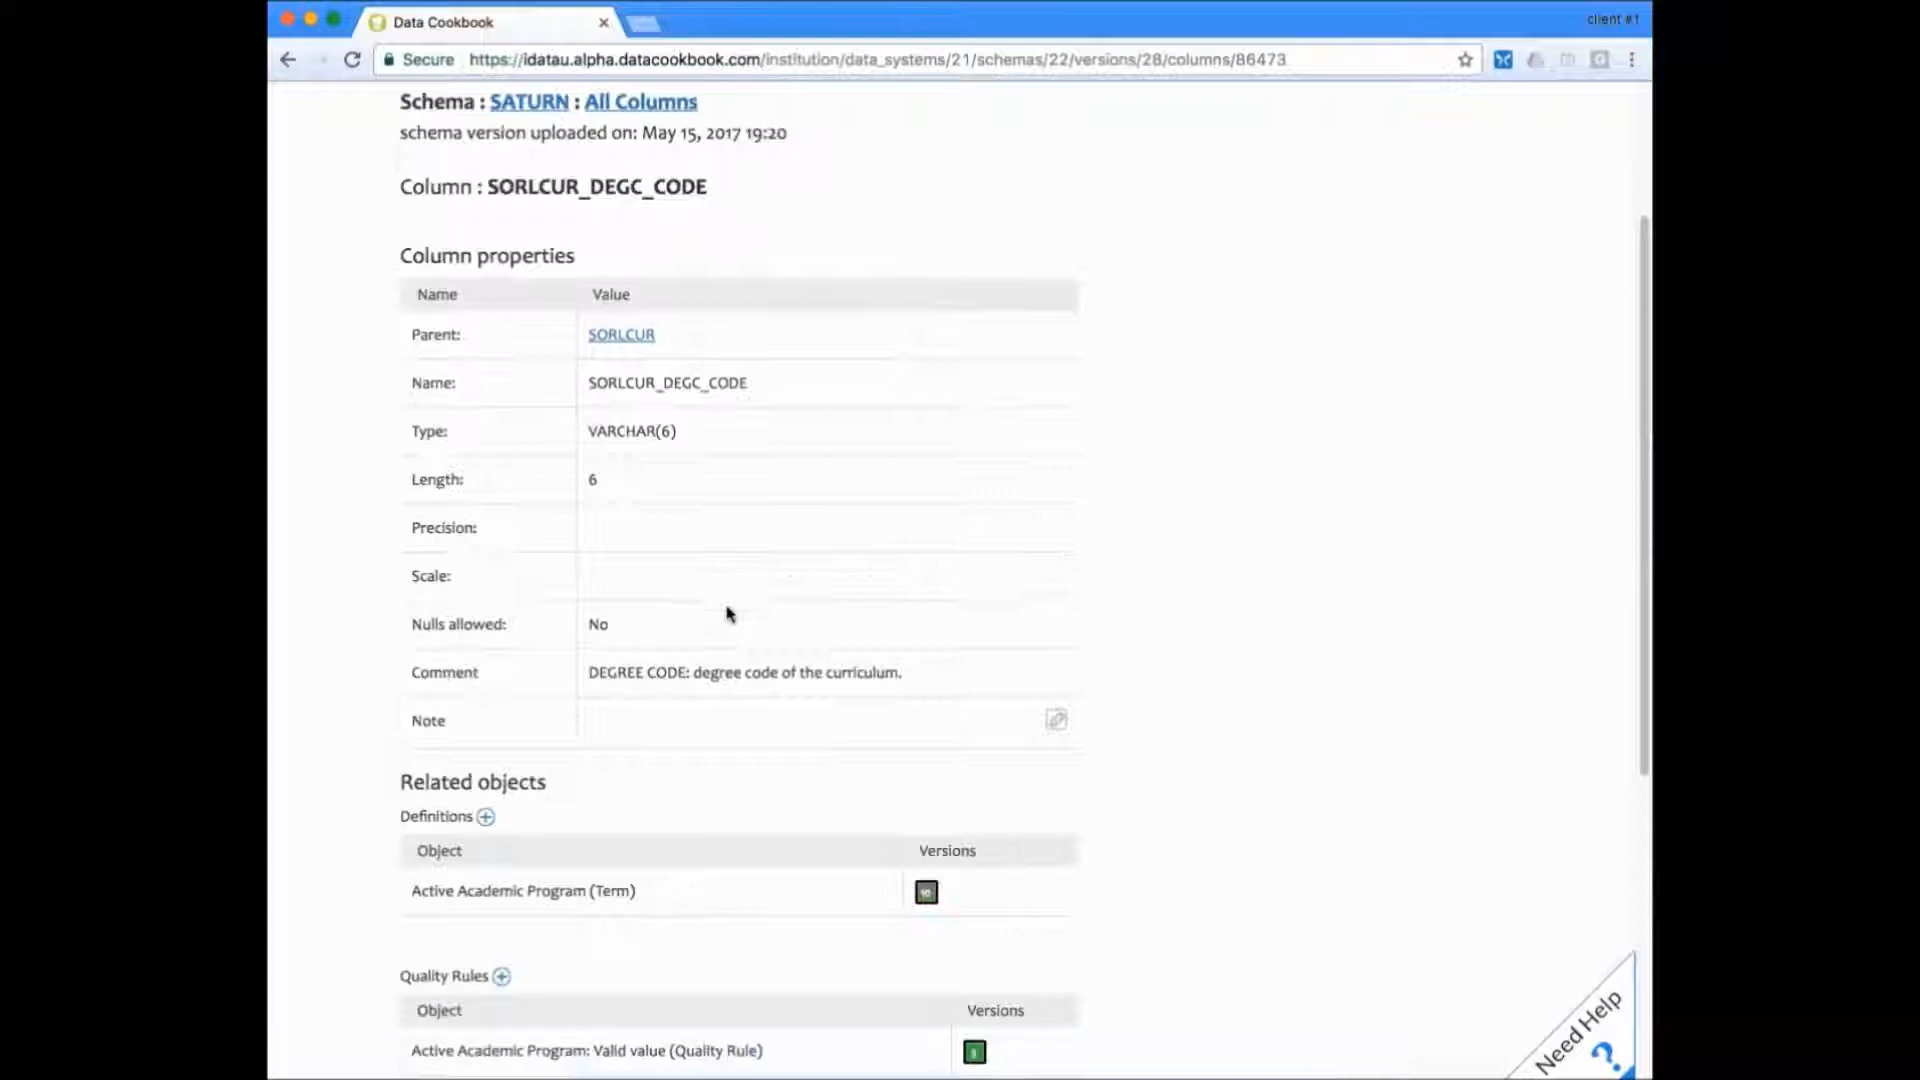 Data Cookbook
client #1
Secure https://idatau.alpha.datacookbook.com/institution/data_systems/21/schemas/22/versions/28/columns/86473
Schema : SATURN : All Columns
schema version uploaded on: May 15, 2017 19:20
Column : SORLCUR_DEGC_CODE
Column properties
Name Value
Parent: SORLCUR
Name: SORLCUR_DEGC_CODE
Type: VARCHAR(6)
Length: 6
Precision:
Scale:
Nulls allowed: No
Comment DEGREE CODE: degree code of the curriculum.
Note
Related objects
Definitions
Object Versions
Active Academic Program (Term) 10
Quality Rules
Object Versions
Active Academic Program: Valid value (Quality Rule)
Need Help
?